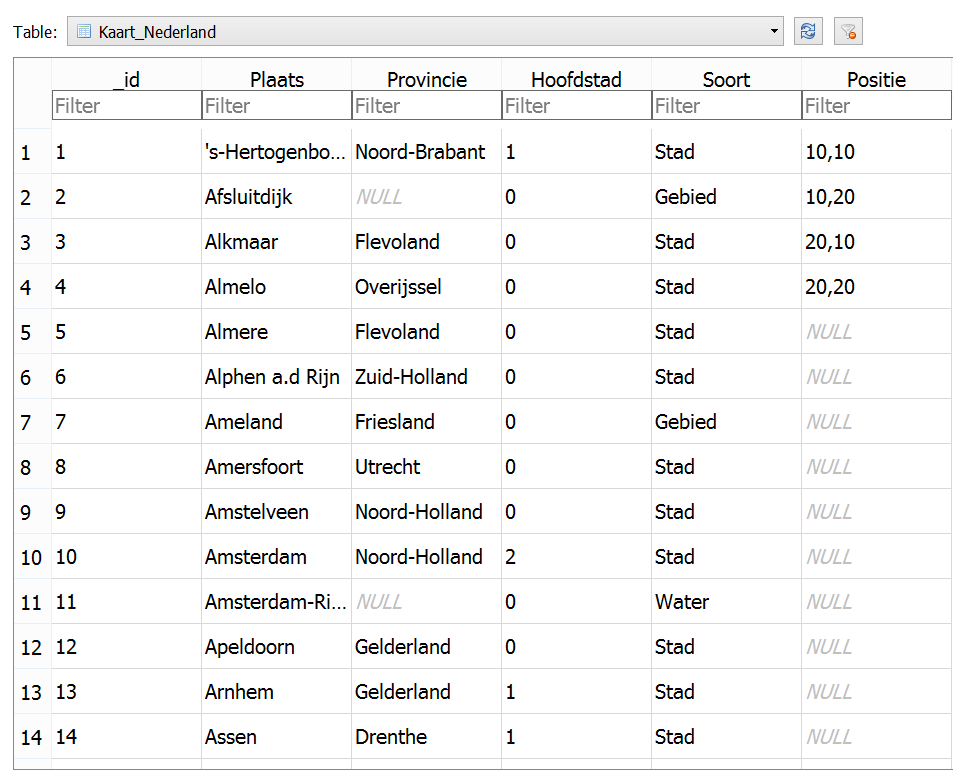 Table: Kaart_Nederland
_id Plaats Provincie Hoofdstad Soort Positie
Filter Filter Filter Filter Filter Filter
1 1 's-Hertogenbo... Noord-Brabant 1 Stad 10,10
2 2 Afsluitdijk NULL 0 Gebied 10,20
3 3 Alkmaar Flevoland 0 Stad 20,10
4 4 Almelo Overijssel 0 Stad 20,20
5 5 Almere Flevoland 0 Stad NULL
6 6 Alphen a.d Rijn Zuid-Holland 0 Stad NULL
7 7 Ameland Friesland 0 Gebied NULL
8 8 Amersfoort Utrecht 0 Stad NULL
9 9 Amstelveen Noord-Holland 0 Stad NULL
10 10 Amsterdam Noord-Holland 2 Stad NULL
11 11 Amsterdam-Ri... NULL 0 Water NULL
12 12 Apeldoorn Gelderland 0 Stad NULL
13 13 Arnhem Gelderland 1 Stad NULL
14 14 Assen Drenthe 1 Stad NULL